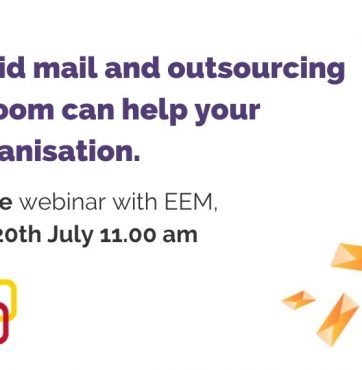 id mail and outsourcing
oom can help your
anisation.
e webinar with EEM,
20th July 11.00 am